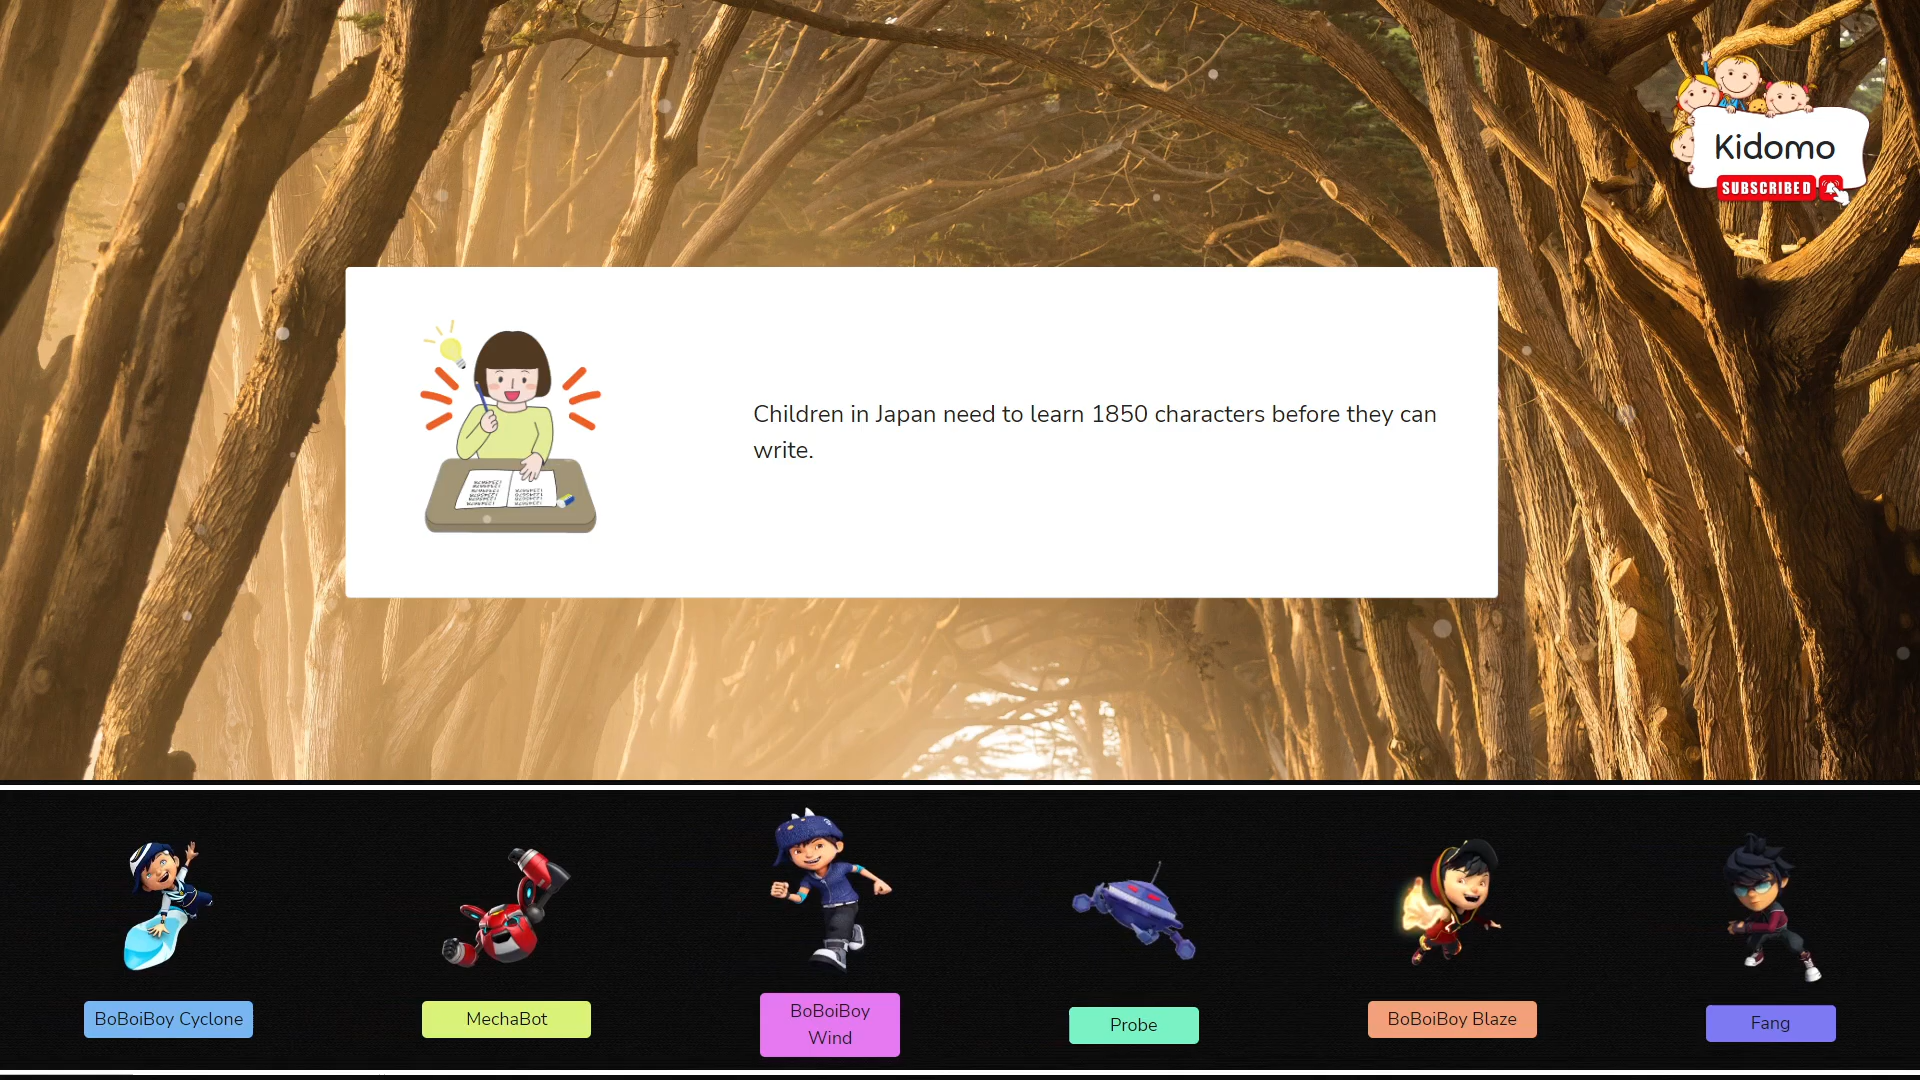 Kidomo
SUBSCRIBED
Children in Japan need to learn 1850 characters before they can
write.
BoBoiBoy Cyclone
MechaBot
BoBoiBoy
Wind
Probe
BoBoiBoy Blaze
Fang